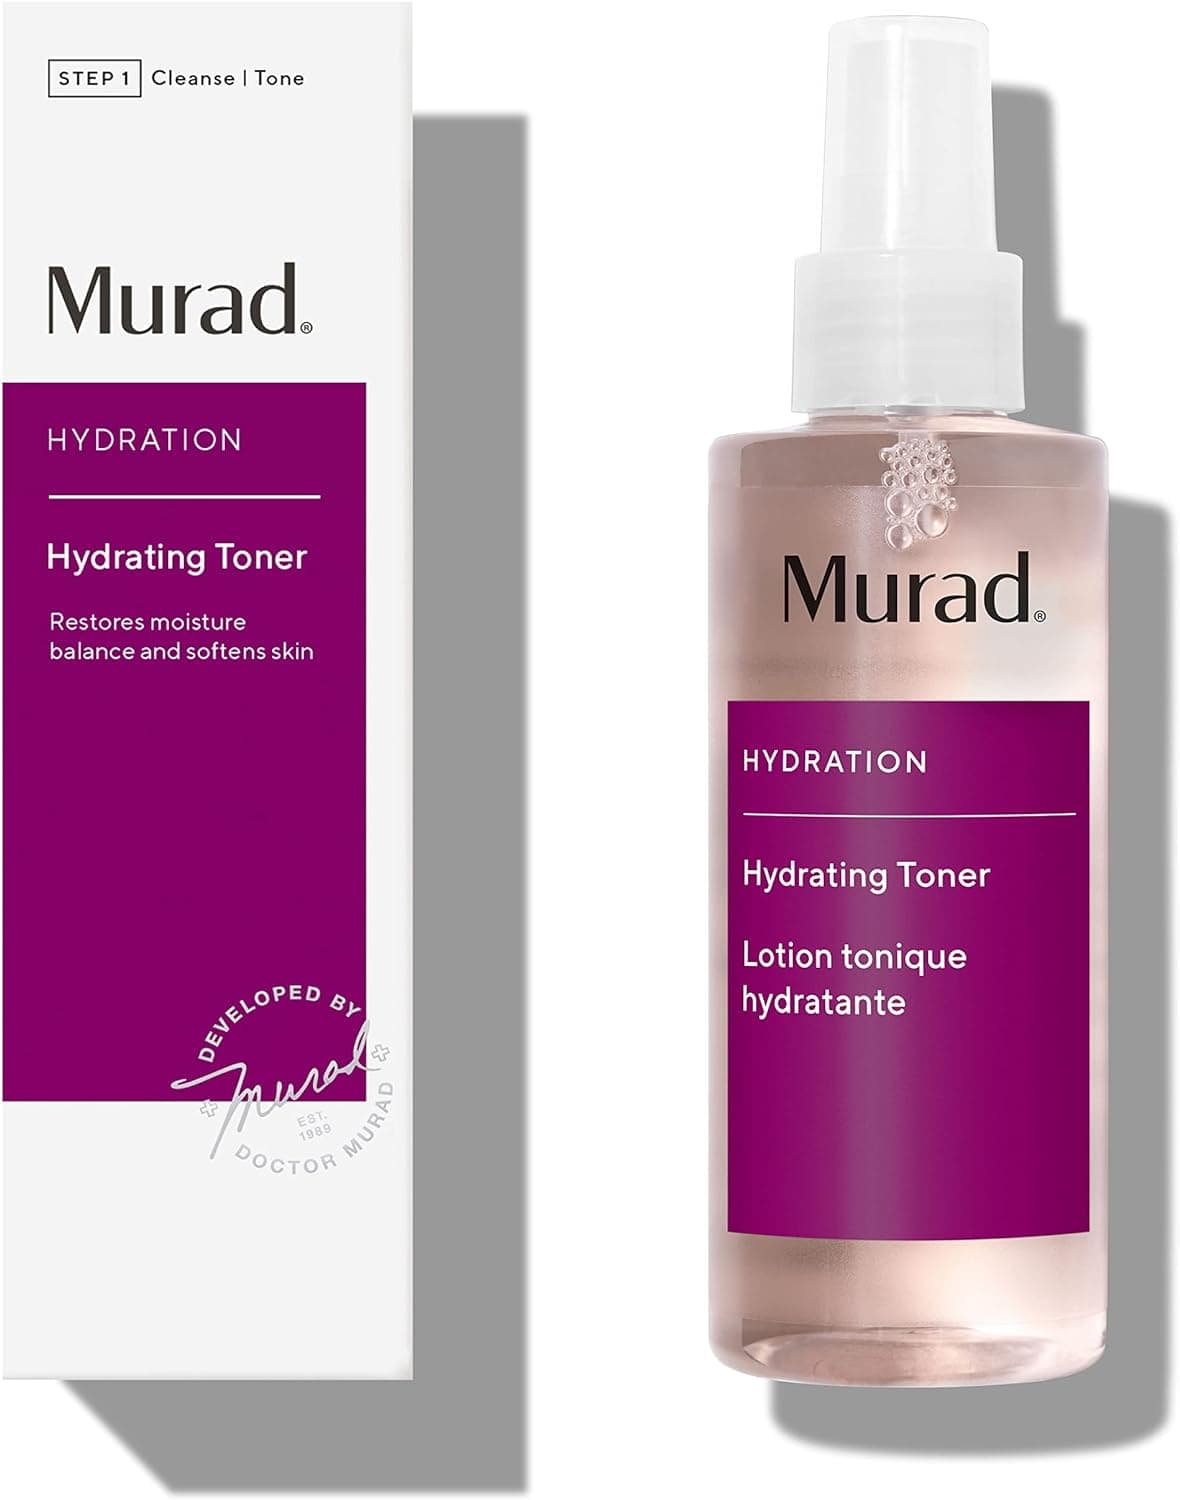 STEP 1 Cleanse | Tone
Murad®
HYDRATION
Hydrating Toner
Restores moisture
balance and softens skin
DEVELOPED BY
Murad
EST.
1989
DOCTOR MURAD
Murad®
HYDRATION
Hydrating Toner
Lotion tonique
hydratante